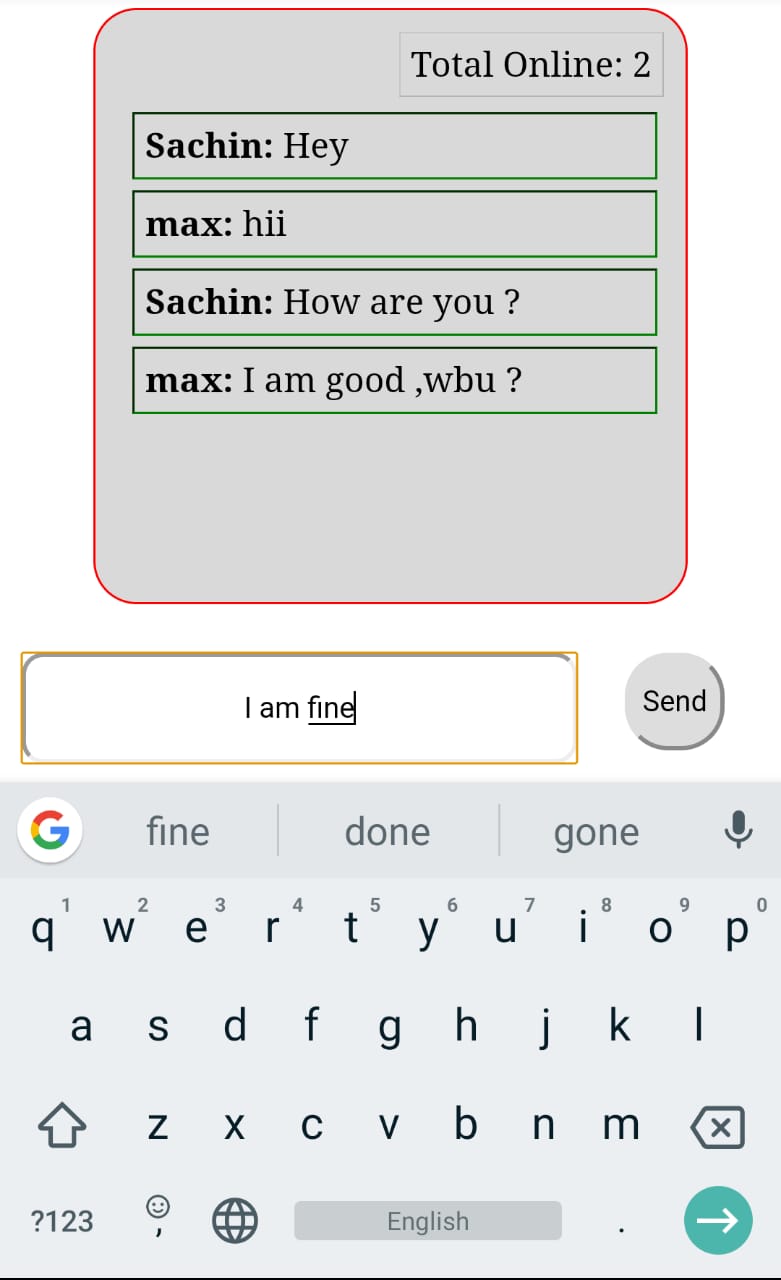 Total Online: 2
Sachin: Hey
max: hii
Sachin: How are you ?
max: I am good ,wbu ?
I am fine
Send
fine done gone
1 2 3 4 5 6 7 8 9 0
q w e r t y u i o p
a s d f g h j k l
z x c v b n m
?123 , English .